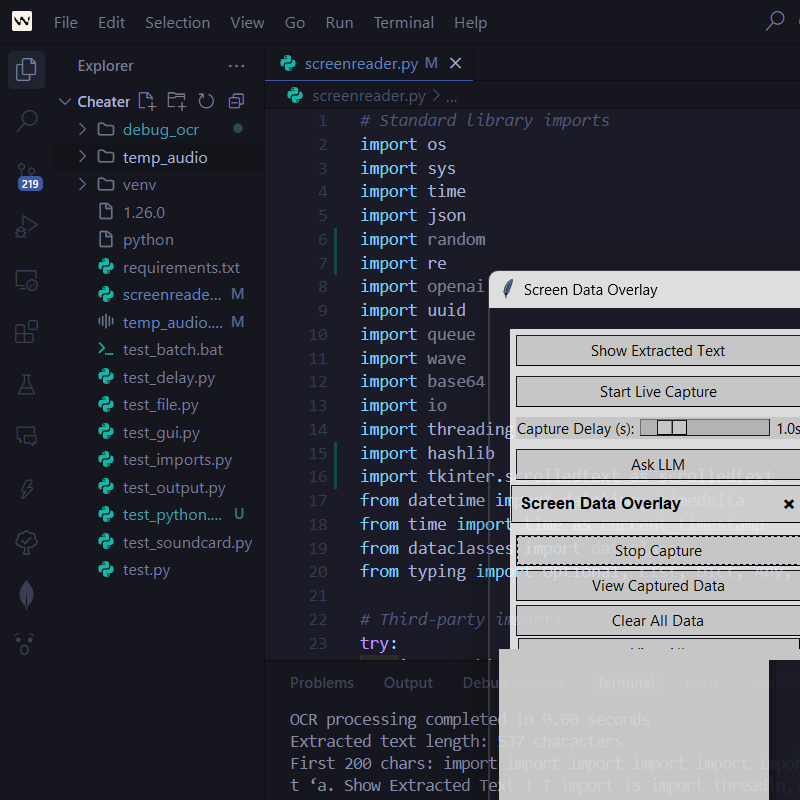 File Edit Selection View Go Run Terminal Help
Explorer
Cheater
debug_ocr
temp_audio
219
venv
1.26.0
python
requirements.txt
screenreade... M
temp_audio.... M
test_batch.bat
test_delay.py
test_file.py
test_gui.py
test_imports.py
test_output.py
test_python.... U
test_soundcard.py
test.py
screenreader.py M
screenreader.py > ...
1 # Standard library imports
2 import os
3 import sys
4 import time
5 import json
6 import random
7 import re
8 import openai
9 import uuid
10 import queue
11 import wave
12 import base64
13 import io
14 import threading
15 import hashlib
16 import tkinter.scrolledtext as scrolledtext
17 from datetime import timedelta
18 from time import time as current_timestamp
19 from dataclasses import
20 from typing import Optional, List, Dict, Any,
21
22 # Third-party imports
23 try:
Screen Data Overlay
Show Extracted Text
Start Live Capture
Capture Delay (s): 1.0s
Ask LLM
Screen Data Overlay
Stop Capture
View Captured Data
Clear All Data
Problems Output Debug Console Terminal Ports
OCR processing completed in 0.60 seconds
Extracted text length: 537 characters
First 200 chars: import import import import import
t ‘a. Show Extracted Text I I import is import threadin,